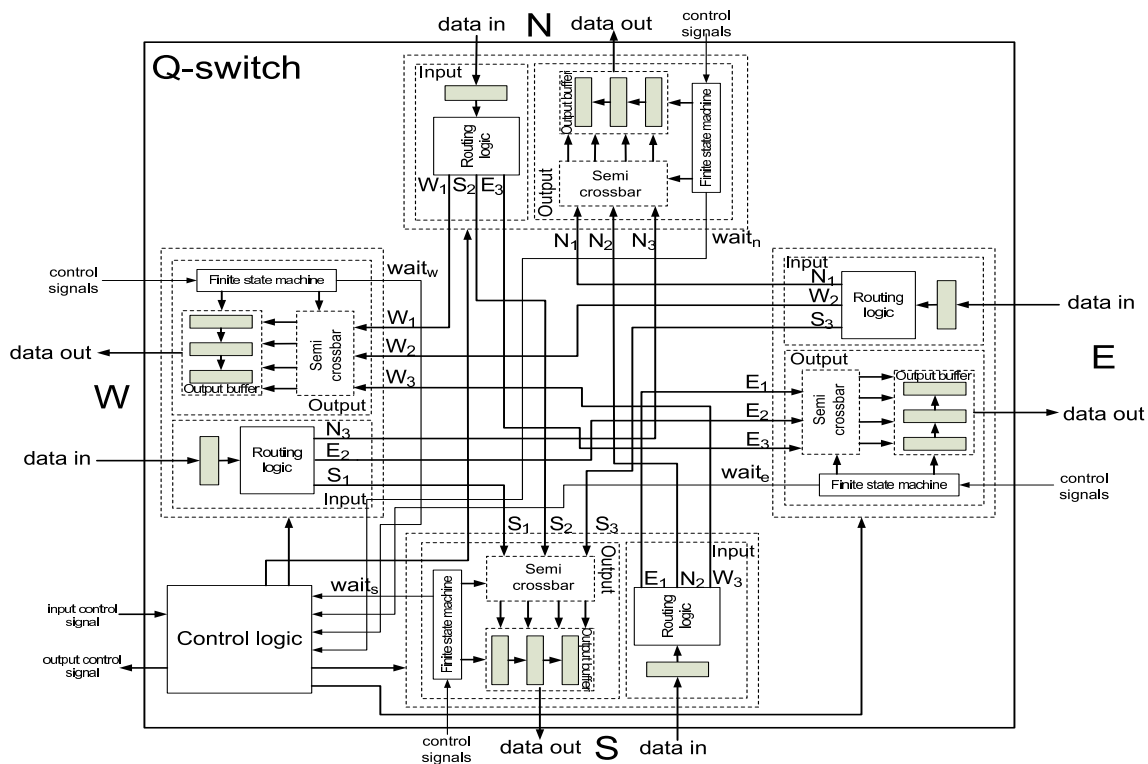 data in
N
data out
control
signals
Q-switch
Input
Routing
logic
W1
S2
E3
Output buffer
Semi
crossbar
Output
Finite state machine
N1
N2
N3
waitn
control
signals
Finite state machine
waitw
Output buffer
Semi
crossbar
Output
data out
W
W1
W2
W3
data in
Routing
logic
N3
E2
S1
Input
Input
N1
W2
S3
Routing
logic
data in
Output
E
E1
E2
E3
Semi
crossbar
Output buffer
data out
Finite state machine
waite
control
signals
S1
S2
S3
Semi
crossbar
Output
Input
E1
N2
W3
Routing
logic
Finite state machine
Output buffer
waits
input control
signal
Control logic
output control
signal
control
signals
data out
S
data in